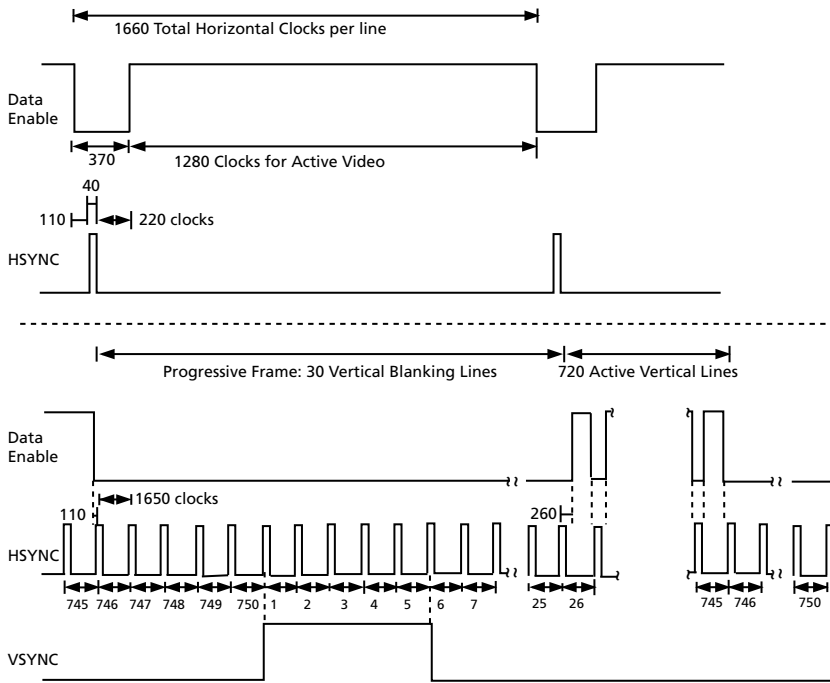 1660 Total Horizontal Clocks per line
Data
Enable
370
1280 Clocks for Active Video
40
110
220 clocks
HSYNC
Progressive Frame: 30 Vertical Blanking Lines
720 Active Vertical Lines
Data
Enable
1650 clocks
110
260
HSYNC
745 746 747 748 749 750 1 2 3 4 5 6 7 25 26 745 746 750
VSYNC